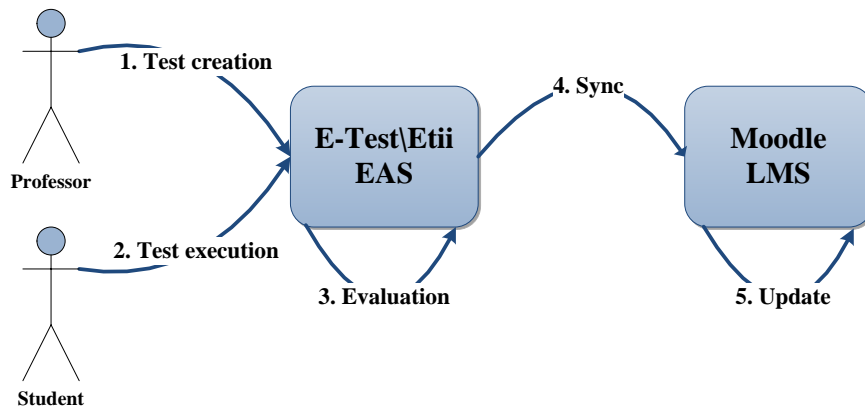 1. Test creation
Professor
E-Test\Etii
EAS
4. Sync
Moodle
LMS
2. Test execution
3. Evaluation
5. Update
Student